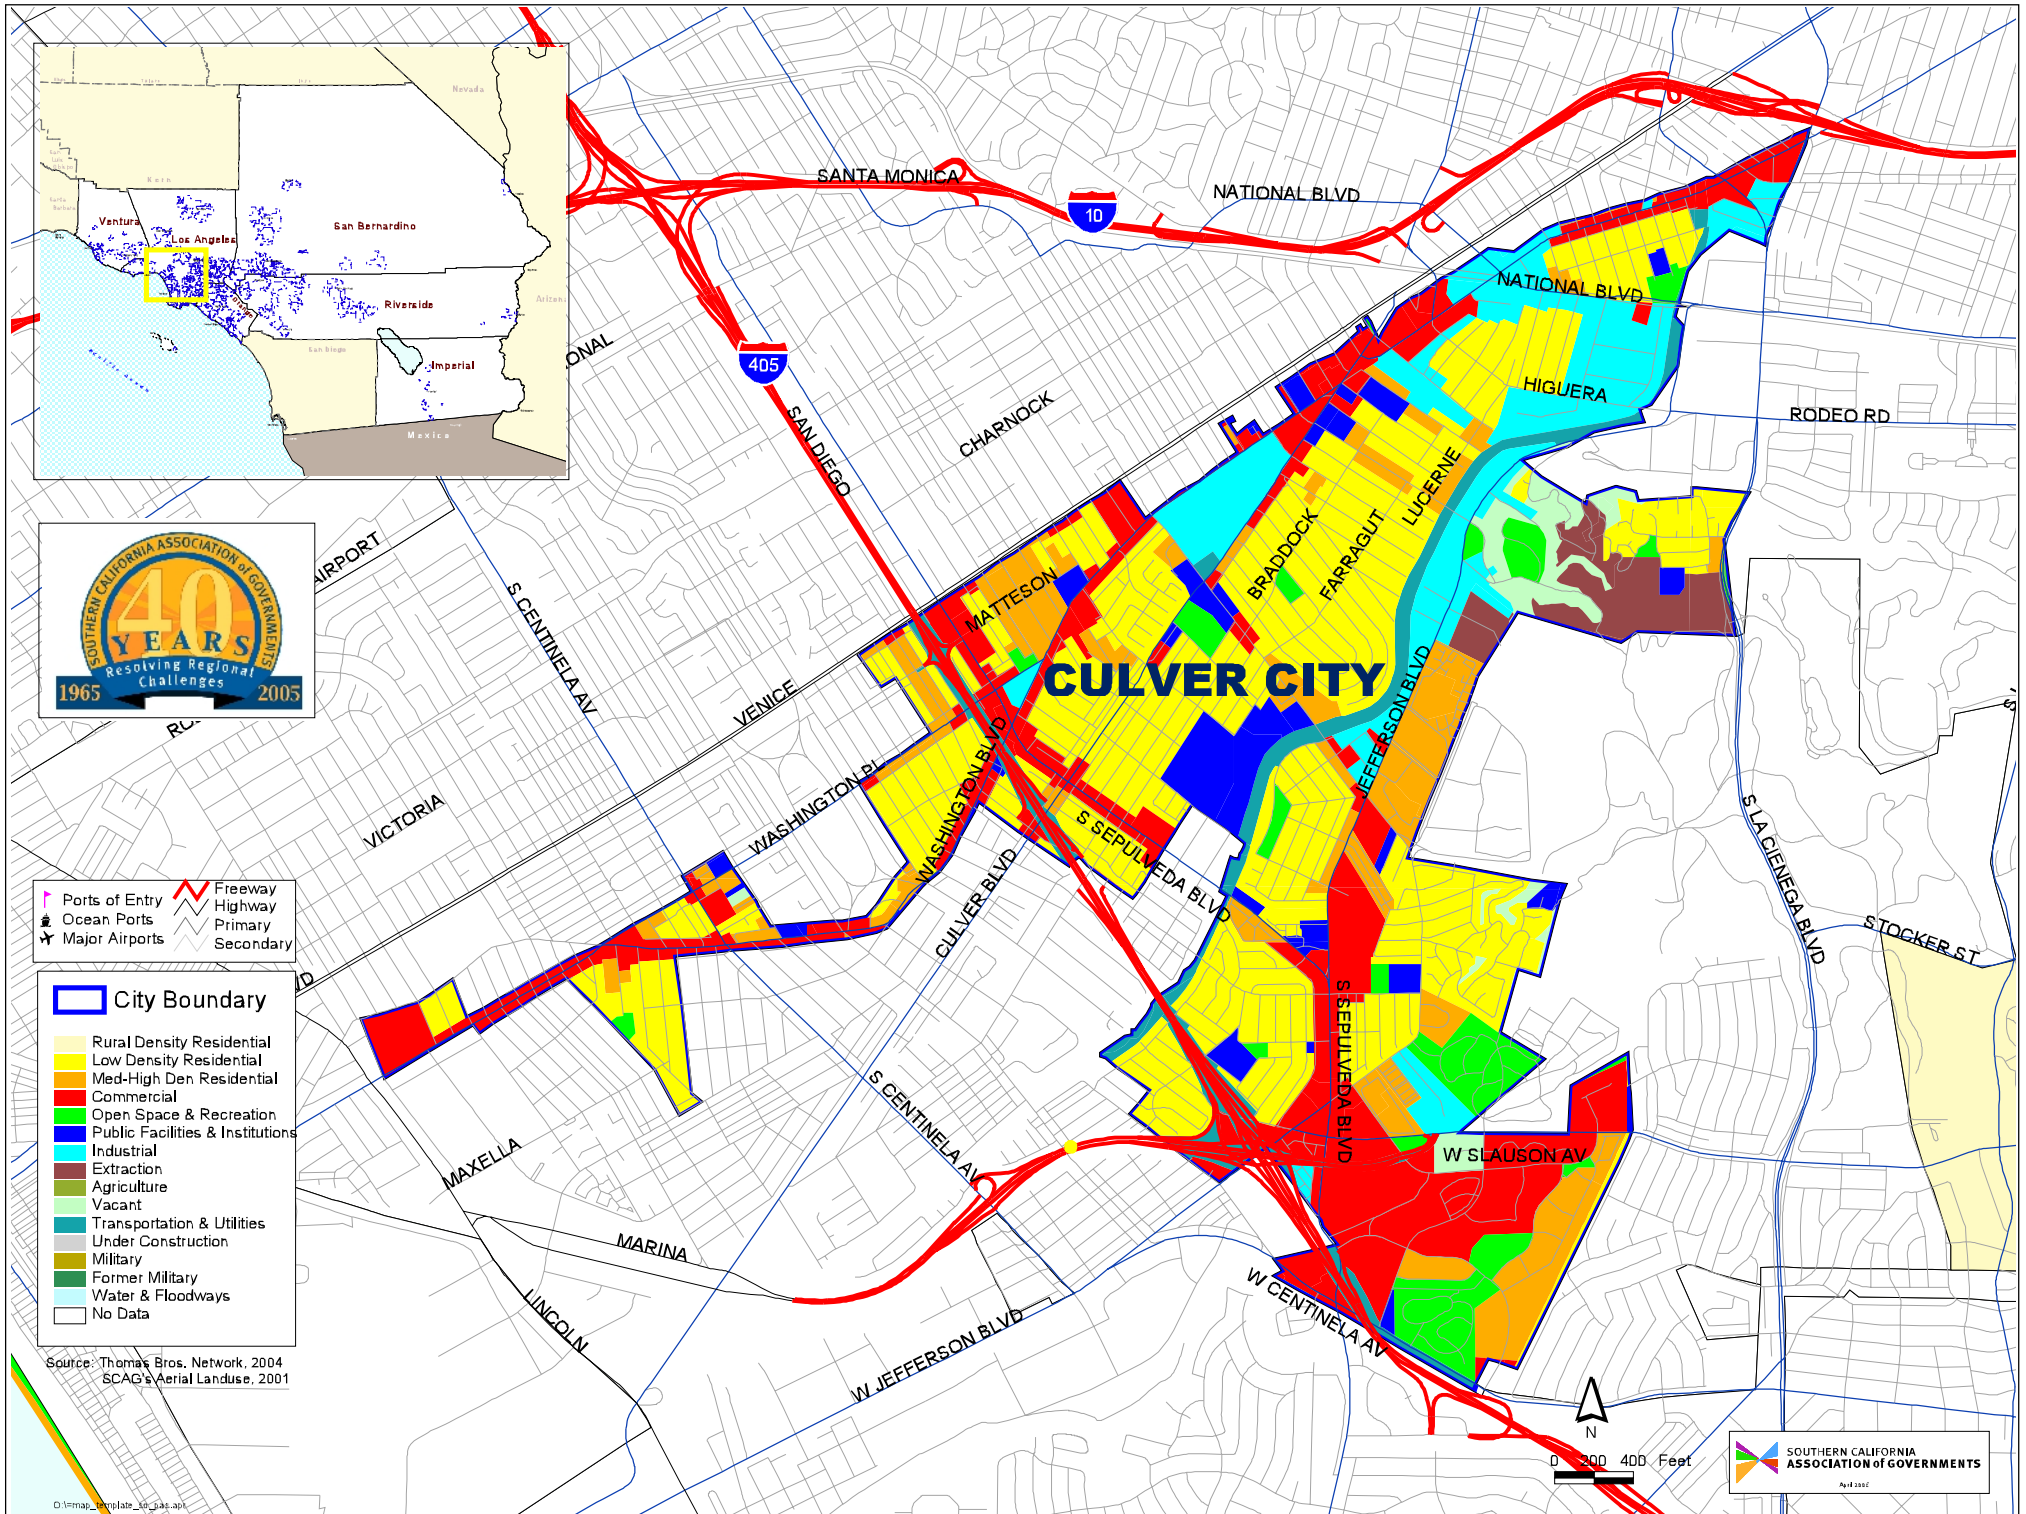 Nevada
Kern
Ventura
Los Angeles
San Bernardino
Riverside
Arizona
San Diego
Imperial
Mexico
SANTA MONICA
10
NATIONAL BLVD
NATIONAL BLVD
405
ONAL
SAN DIEGO
CHARNOCK
HIGUERA
RODEO RD
LUCERNE
BRADDOCK
FARRAGUT
MATTESON
CULVER CITY
JEFFERSON BLVD
SOUTHERN CALIFORNIA ASSOCIATION of GOVERNMENTS
40
YEARS
Resolving Regional
Challenges
1965
2005
AIRPORT
S CENTINELA AV
VENICE
WASHINGTON PL
WASHINGTON BLVD
VICTORIA
CULVER BLVD
S SEPULVEDA BLVD
S LA CIENEGA BLVD
STOCKER ST
S SEPULVEDA BLVD
Ports of Entry
Ocean Ports
Major Airports
Freeway
Highway
Primary
Secondary
City Boundary
Rural Density Residential
Low Density Residential
Med-High Den Residential
Commercial
Open Space & Recreation
Public Facilities & Institutions
Industrial
Extraction
Agriculture
Vacant
Transportation & Utilities
Under Construction
Military
Former Military
Water & Floodways
No Data
S CENTINELA AV
MAXELLA
MARINA
LINCOLN
W SLAUSON AV
W CENTINELA AV
W JEFFERSON BLVD
Source: Thomas Bros. Network, 2004
SCAG's Aerial Landuse, 2001
N
0 200 400 Feet
SOUTHERN CALIFORNIA
ASSOCIATION of GOVERNMENTS